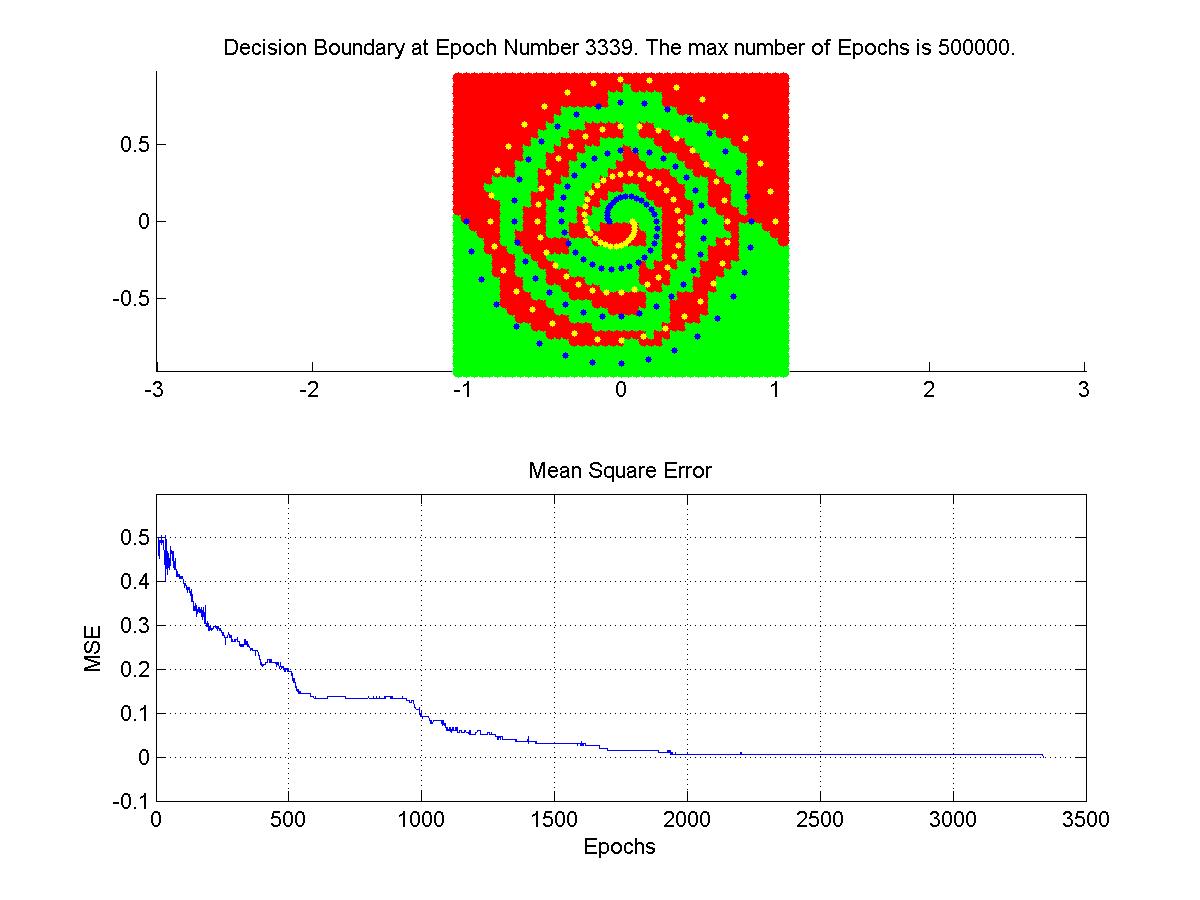 Decision Boundary at Epoch Number 3339. The max number of Epochs is 500000.
0.5
0
-0.5
-3 -2 -1 0 1 2 3
Mean Square Error
0.5
0.4
0.3
0.2
0.1
0
-0.1
MSE
0 500 1000 1500 2000 2500 3000 3500
Epochs